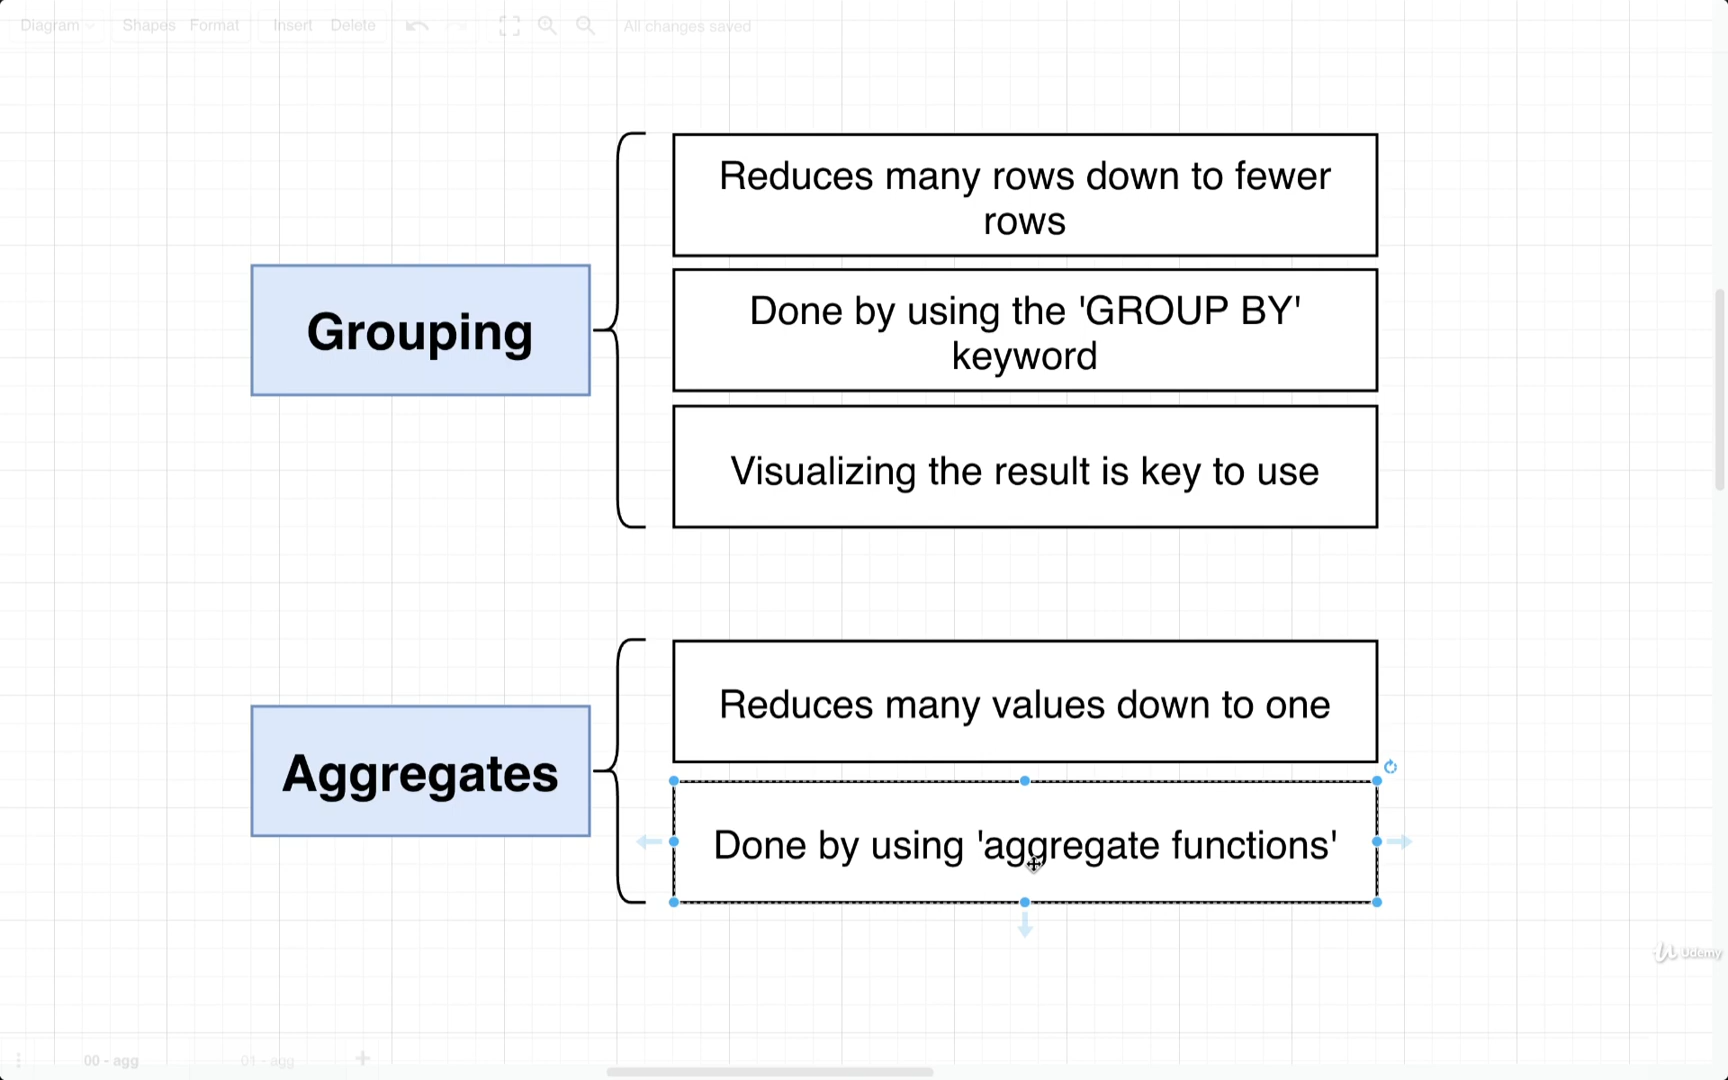 Diagram
Shapes
Format
Insert
Delete
All changes saved
Reduces many rows down to fewer
rows
Grouping
Done by using the 'GROUP BY'
keyword
Visualizing the result is key to use
Reduces many values down to one
Aggregates
Done by using 'aggregate functions'
Udemy
00 - agg
01 - agg